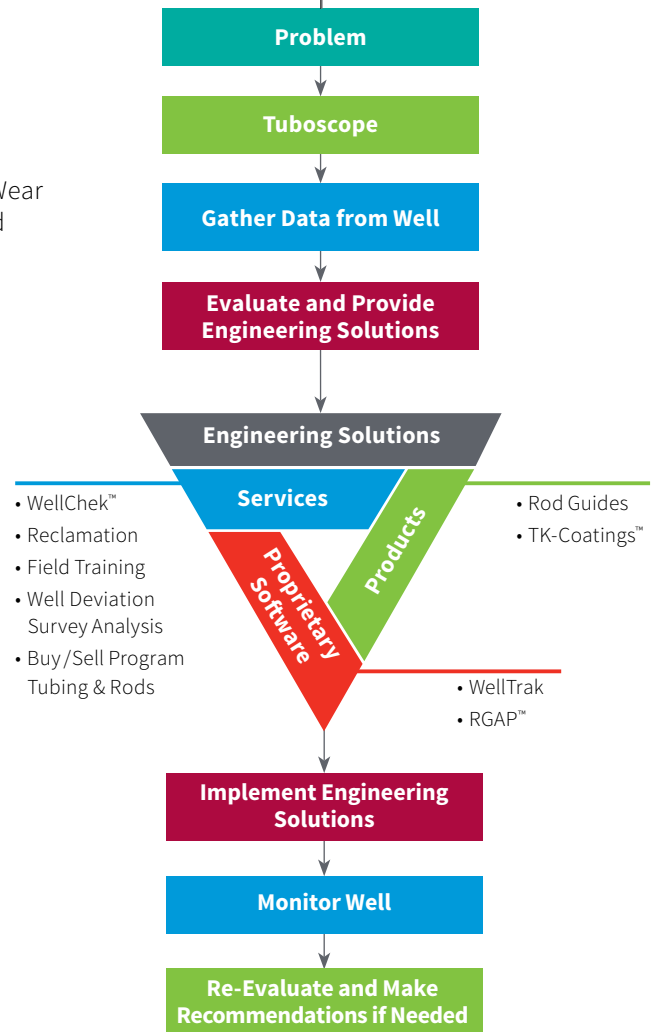 Problem
Tuboscope
Wear
Gather Data from Well
Evaluate and Provide
Engineering Solutions
Engineering Solutions
Services
Products
Proprietary
Software
• WellChek™
• Reclamation
• Field Training
• Well Deviation
Survey Analysis
• Buy/Sell Program
Tubing & Rods
• Rod Guides
• TK-Coatings™
• WellTrak
• RGAP™
Implement Engineering
Solutions
Monitor Well
Re-Evaluate and Make
Recommendations if Needed